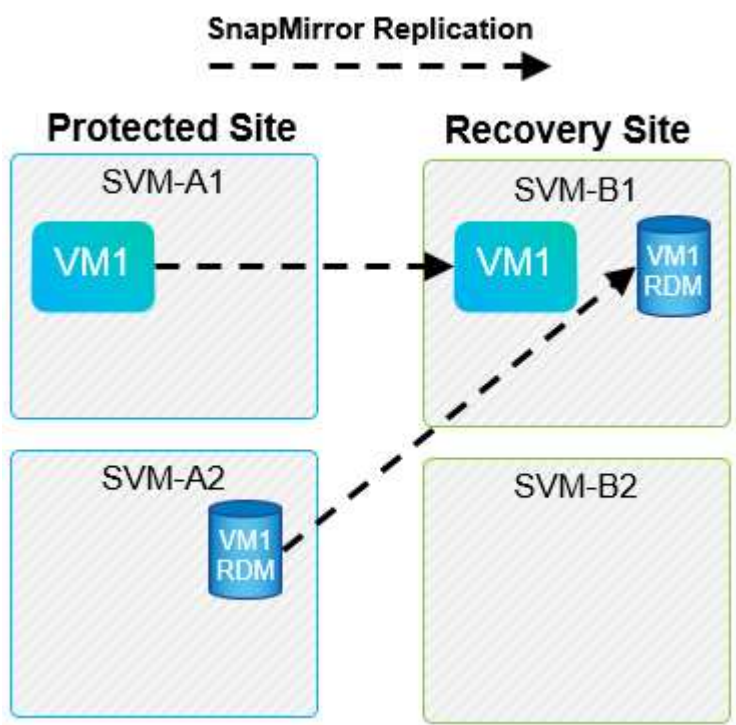 SnapMirror Replication
Protected Site
Recovery Site
SVM-A1
VM1
SVM-B1
VM1
VM1
RDM
SVM-A2
VM1
RDM
SVM-B2